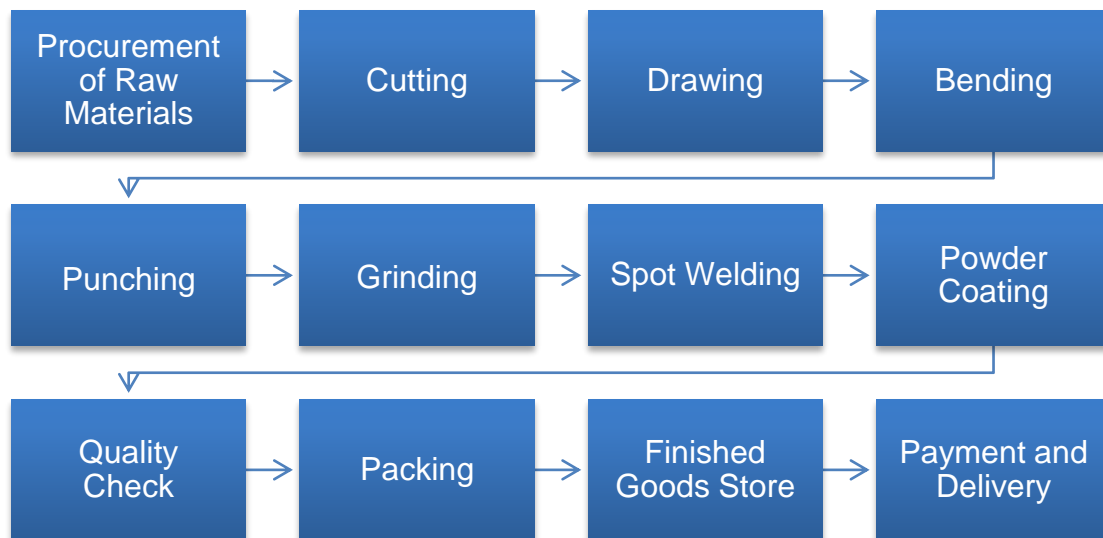 Procurement
of Raw
Materials
Cutting
Drawing
Bending
Punching
Grinding
Spot Welding
Powder
Coating
Quality
Check
Packing
Finished
Goods Store
Payment and
Delivery